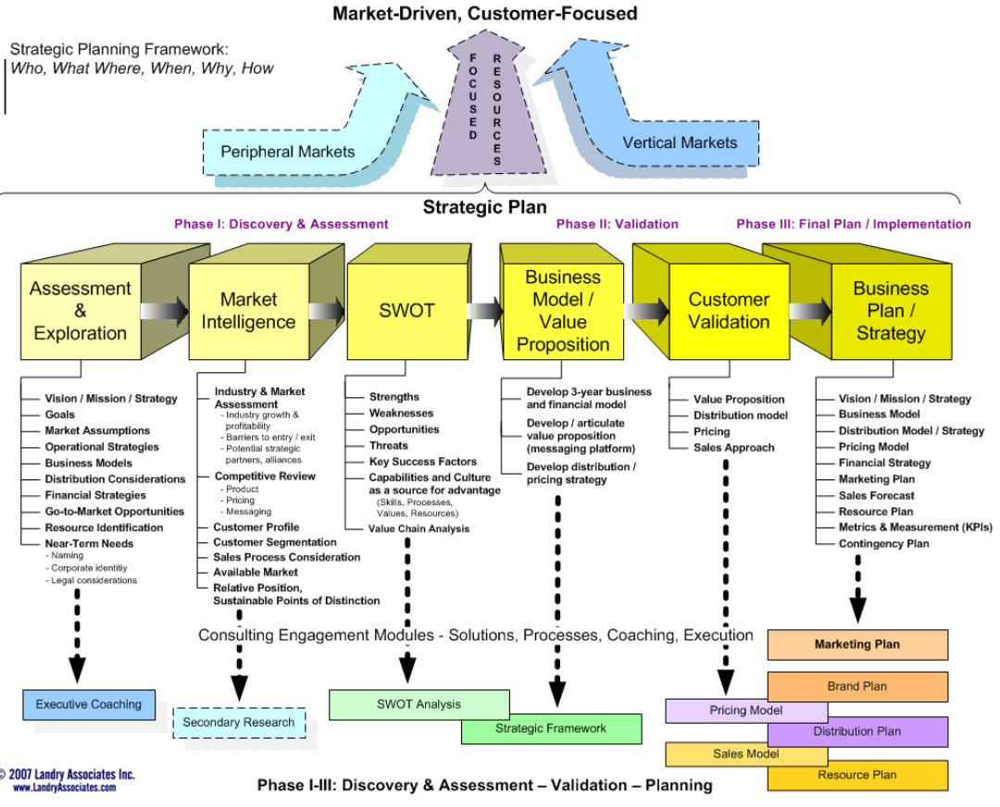 Market-Driven, Customer-Focused
Strategic Planning Framework:
Who, What Where, When, Why, How
FOCUSED
RESOURCES
Peripheral Markets
Vertical Markets
Strategic Plan
Phase I: Discovery & Assessment
Phase II: Validation
Phase III: Final Plan / Implementation
Assessment
&
Exploration
Market
Intelligence
SWOT
Business
Model /
Value
Proposition
Customer
Validation
Business
Plan /
Strategy
Vision / Mission / Strategy
Goals
Market Assumptions
Operational Strategies
Business Models
Distribution Considerations
Financial Strategies
Go-to-Market Opportunities
Resource Identification
Near-Term Needs
- Naming
- Corporate identitiy
- Legal considerations
Industry & Market
Assessment
- Industry growth &
profitability
- Barriers to entry / exit
- Potential strategic
partners, alliances
Competitive Review
- Product
- Pricing
- Messaging
Customer Profile
Customer Segmentation
Sales Process Consideration
Available Market
Relative Position,
Sustainable Points of Distinction
Strengths
Weaknesses
Opportunities
Threats
Key Success Factors
Capabilities and Culture
as a source for advantage
(Skills, Processes,
Values, Resources)
Value Chain Analysis
Develop 3-year business
and financial model
Develop / articulate
value proposition
(messaging platform)
Develop distribution /
pricing strategy
Value Proposition
Distribution model
Pricing
Sales Approach
Vision / Mission / Strategy
Business Model
Distribution Model / Strategy
Pricing Model
Financial Strategy
Marketing Plan
Sales Forecast
Resource Plan
Metrics & Measurement (KPIs)
Contingency Plan
Consulting Engagement Modules - Solutions, Processes, Coaching, Execution
Executive Coaching
Secondary Research
SWOT Analysis
Strategic Framework
Pricing Model
Sales Model
Marketing Plan
Brand Plan
Distribution Plan
Resource Plan
© 2007 Landry Associates Inc.
www.LandryAssociates.com
Phase I-III: Discovery & Assessment – Validation – Planning